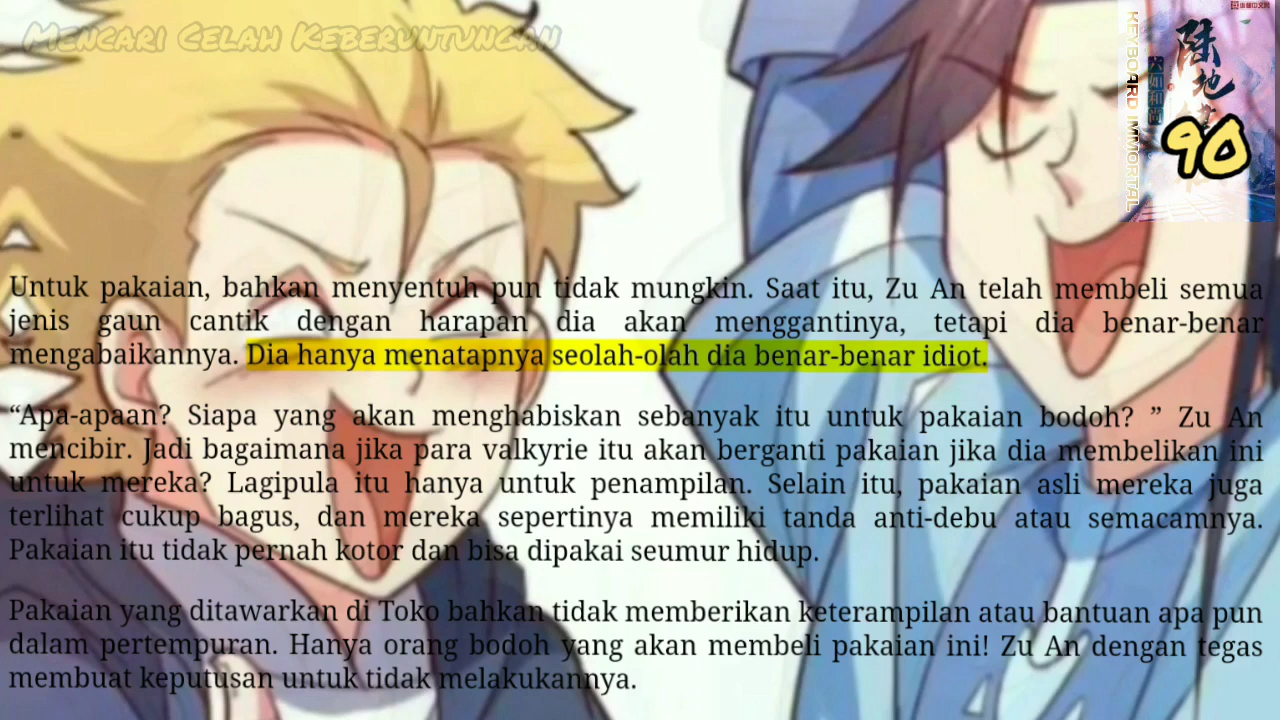 Mencari Celah Keberuntungan
KEYBOARD IMMORTAL
陆地
90
Untuk pakaian, bahkan menyentuh pun tidak mungkin. Saat itu, Zu An telah membeli semua
jenis gaun cantik dengan harapan dia akan menggantinya, tetapi dia benar-benar
mengabaikannya. Dia hanya menatapnya seolah-olah dia benar-benar idiot.
“Apa-apaan? Siapa yang akan menghabiskan sebanyak itu untuk pakaian bodoh? ” Zu An
mencibir. Jadi bagaimana jika para valkyrie itu akan berganti pakaian jika dia membelikan ini
untuk mereka? Lagipula itu hanya untuk penampilan. Selain itu, pakaian asli mereka juga
terlihat cukup bagus, dan mereka sepertinya memiliki tanda anti-debu atau semacamnya.
Pakaian itu tidak pernah kotor dan bisa dipakai seumur hidup.
Pakaian yang ditawarkan di Toko bahkan tidak memberikan keterampilan atau bantuan apa pun
dalam pertempuran. Hanya orang bodoh yang akan membeli pakaian ini! Zu An dengan tegas
membuat keputusan untuk tidak melakukannya.